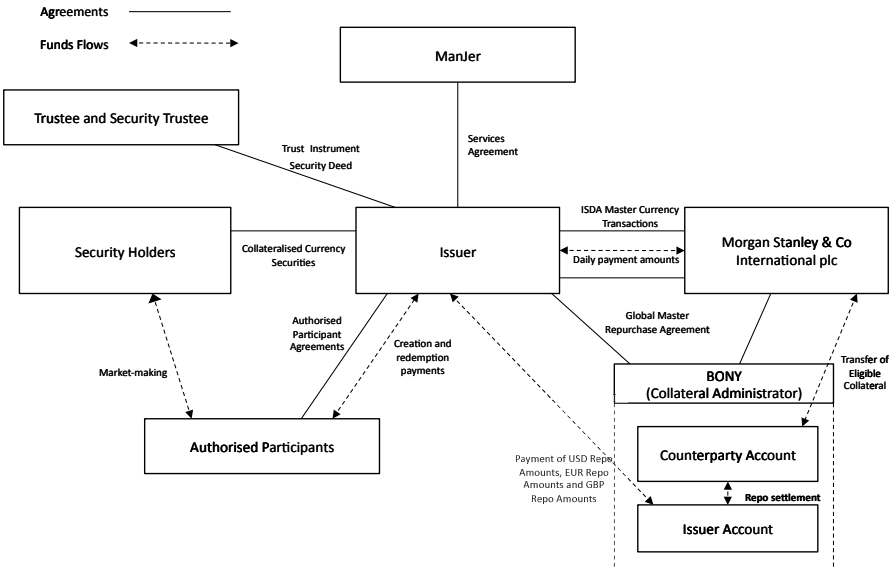 Agreements
Funds Flows
ManJer
Trustee and Security Trustee
Trust Instrument
Security Deed
Services
Agreement
Security Holders
Collateralised Currency
Securities
Issuer
ISDA Master Currency
Transactions
Daily payment amounts
Morgan Stanley & Co
International plc
Global Master
Repurchase Agreement
Authorised
Participant
Agreements
Creation and
redemption
payments
Market-making
Authorised Participants
BONY
(Collateral Administrator)
Transfer of
Eligible
Collateral
Counterparty Account
Payment of USD Repo
Amounts, EUR Repo
Amounts and GBP
Repo Amounts
Repo settlement
Issuer Account